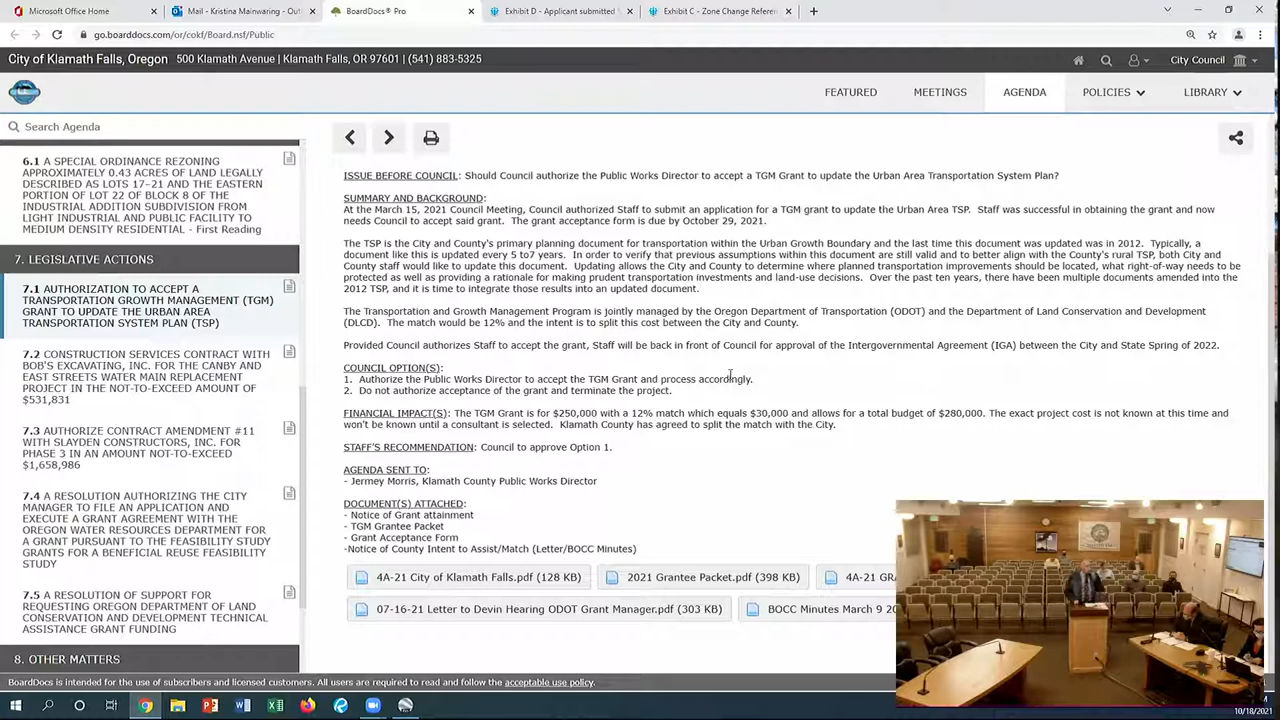 Microsoft Office Home
Mail - Kristina Mainwaring - Out
BoardDocs® Pro
Exhibit D - Applicant submitted
Exhibit C - Zone Change Refere
go.boarddocs.com/or/cokf/Board.nsf/Public
City of Klamath Falls, Oregon 500 Klamath Avenue | Klamath Falls, OR 97601 | (541) 883-5325
City Council
FEATURED
MEETINGS
AGENDA
POLICIES
LIBRARY
Search Agenda
6.1 A SPECIAL ORDINANCE REZONING
APPROXIMATELY 0.43 ACRES OF LAND LEGALLY
DESCRIBED AS LOTS 17-21 AND THE EASTERN
PORTION OF LOT 22 OF BLOCK 8 OF THE
INDUSTRIAL ADDITION SUBDIVISION FROM
LIGHT INDUSTRIAL AND PUBLIC FACILITY TO
MEDIUM DENSITY RESIDENTIAL - First Reading
7. LEGISLATIVE ACTIONS
7.1 AUTHORIZATION TO ACCEPT A
TRANSPORTATION GROWTH MANAGEMENT (TGM)
GRANT TO UPDATE THE URBAN AREA
TRANSPORTATION SYSTEM PLAN (TSP)
7.2 CONSTRUCTION SERVICES CONTRACT WITH
BOB'S EXCAVATING, INC. FOR THE CANBY AND
EAST STREETS WATER MAIN REPLACEMENT
PROJECT IN THE NOT-TO-EXCEED AMOUNT OF
$531,831
7.3 AUTHORIZE CONTRACT AMENDMENT #11
WITH SLAYDEN CONSTRUCTORS, INC. FOR
PHASE 3 IN AN AMOUNT NOT-TO-EXCEED
$1,658,986
7.4 A RESOLUTION AUTHORIZING THE CITY
MANAGER TO FILE AN APPLICATION AND
EXECUTE A GRANT AGREEMENT WITH THE
OREGON WATER RESOURCES DEPARTMENT FOR
A GRANT PURSUANT TO THE FEASIBILITY STUDY
GRANTS FOR A BENEFICIAL REUSE FEASIBILITY
STUDY
7.5 A RESOLUTION OF SUPPORT FOR
REQUESTING OREGON DEPARTMENT OF LAND
CONSERVATION AND DEVELOPMENT TECHNICAL
ASSISTANCE GRANT FUNDING
8. OTHER MATTERS
ISSUE BEFORE COUNCIL: Should Council authorize the Public Works Director to accept a TGM Grant to update the Urban Area Transportation System Plan?
SUMMARY AND BACKGROUND:
At the March 15, 2021 Council Meeting, Council authorized Staff to submit an application for a TGM grant to update the Urban Area TSP. Staff was successful in obtaining the grant and now
needs Council to accept said grant. The grant acceptance form is due by October 29, 2021.
The TSP is the City and County's primary planning document for transportation within the Urban Growth Boundary and the last time this document was updated was in 2012. Typically, a
document like this is updated every 5 to7 years. In order to verify that previous assumptions within this document are still valid and to better align with the County's rural TSP, both City and
County staff would like to update this document. Updating allows the City and County to determine where planned transportation improvements should be located, what right-of-way needs to be
protected as well as providing a rationale for making prudent transportation investments and land-use decisions. Over the past ten years, there have been multiple documents amended into the
2012 TSP, and it is time to integrate those results into an updated document.
The Transportation and Growth Management Program is jointly managed by the Oregon Department of Transportation (ODOT) and the Department of Land Conservation and Development
(DLCD). The match would be 12% and the intent is to split this cost between the City and County.
Provided Council authorizes Staff to accept the grant, Staff will be back in front of Council for approval of the Intergovernmental Agreement (IGA) between the City and State Spring of 2022.
COUNCIL OPTION(S):
1. Authorize the Public Works Director to accept the TGM Grant and process accordingly.
2. Do not authorize acceptance of the grant and terminate the project.
FINANCIAL IMPACT(S): The TGM Grant is for $250,000 with a 12% match which equals $30,000 and allows for a total budget of $280,000. The exact project cost is not known at this time and
won't be known until a consultant is selected. Klamath County has agreed to split the match with the City.
STAFF'S RECOMMENDATION: Council to approve Option 1.
AGENDA SENT TO:
- Jermey Morris, Klamath County Public Works Director
DOCUMENT(S) ATTACHED:
- Notice of Grant attainment
- TGM Grantee Packet
- Grant Acceptance Form
-Notice of County Intent to Assist/Match (Letter/BOCC Minutes)
4A-21 City of Klamath Falls.pdf (128 KB)
2021 Grantee Packet.pdf (398 KB)
4A-21 GRA
07-16-21 Letter to Devin Hearing ODOT Grant Manager.pdf (303 KB)
BOCC Minutes March 9 20
BoardDocs is intended for the use of subscribers and licensed customers. All users are required to read and follow the acceptable use policy.
10/18/2021